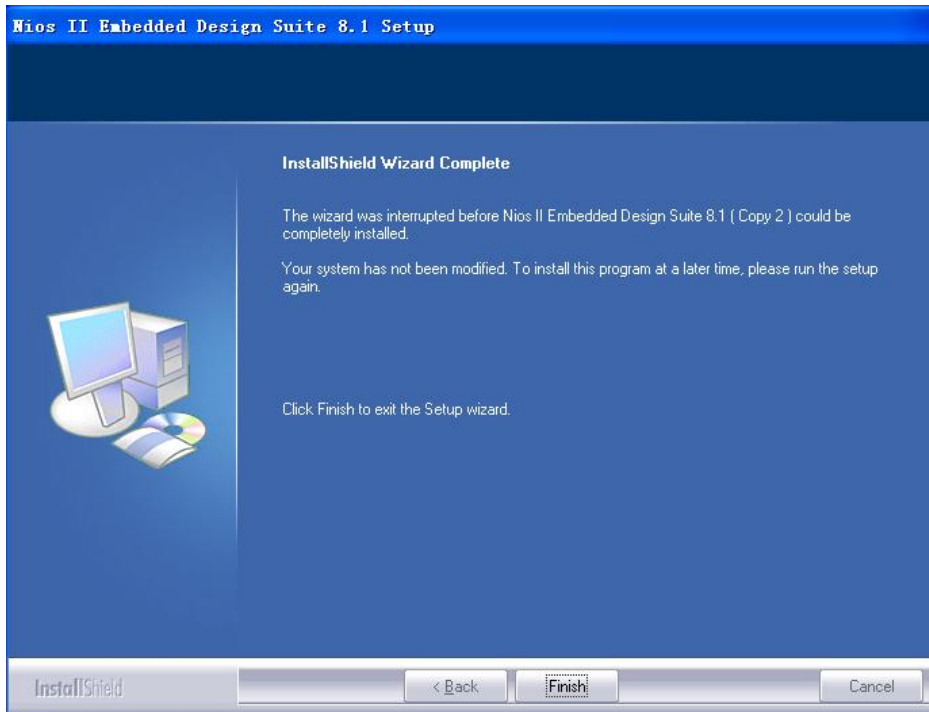 Nios II Embedded Design Suite 8.1 Setup
InstallShield Wizard Complete
The wizard was interrupted before Nios II Embedded Design Suite 8.1 ( Copy 2 ) could be
completely installed.
Your system has not been modified. To install this program at a later time, please run the setup
again.
Click Finish to exit the Setup wizard.
InstallShield
< Back
Finish
Cancel